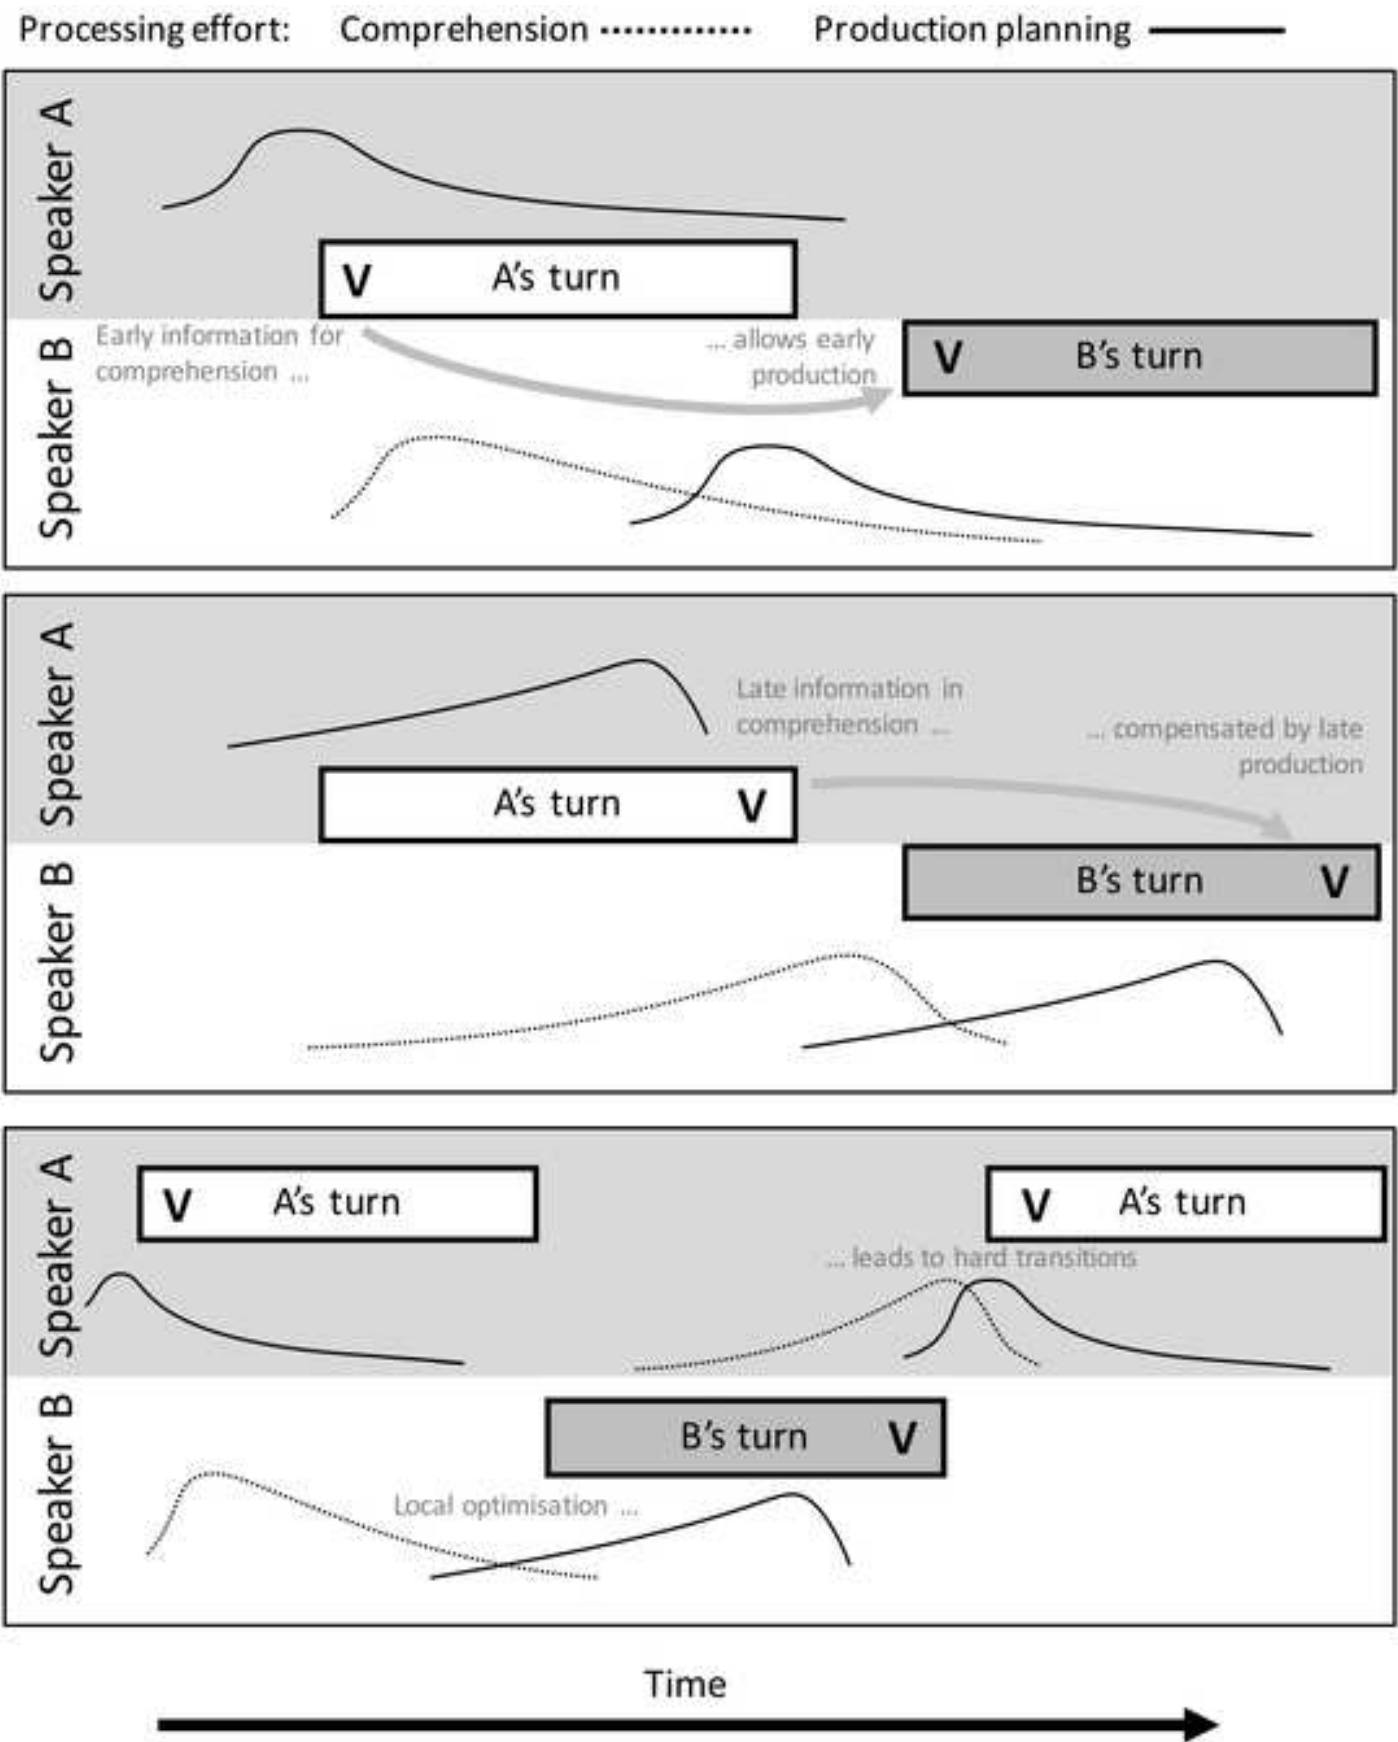 Processing effort: Comprehension Production planning
Speaker A
V A's turn
Speaker B
Early information for
comprehension ...
... allows early
production
V B's turn
Speaker A
Late information in
comprehension ...
... compensated by late
production
A's turn V
Speaker B
B's turn V
Speaker A
V A's turn
V A's turn
... leads to hard transitions
Speaker B
B's turn V
Local optimisation ...
Time